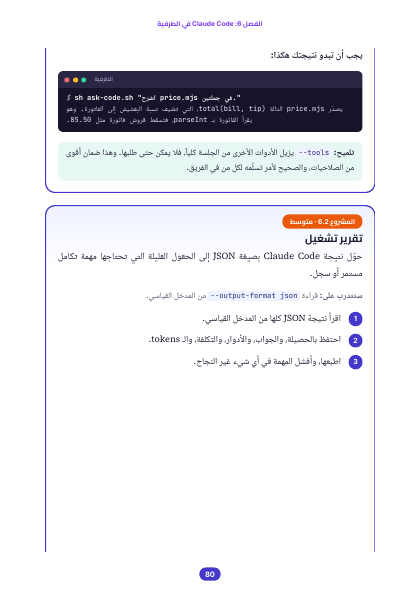 الفصل 6: Claude Code في الطرفية
يجب أن تبدو نتيجتك هكذا:
الطرفية
$ sh ask-code.sh "اشرح price.mjs في جملتين."
يصدّر price.mjs الدالة total(bill, tip)‎، التي تضيف نسبة البقشيش إلى الفاتورة. وهو
يقرأ الفاتورة بـ parseInt، فتسقط قروش فاتورة مثل 85.50.
تلميح: ‎--tools يزيل الأدوات الأخرى من الجلسة كلياً، فلا يمكن حتى طلبها. وهذا ضمان أقوى
من الصلاحيات، والصحيح لأمر تسلّمه لكل من في الفريق.
المشروع 6.2 · متوسط
تقرير تشغيل
حوّل نتيجة Claude Code بصيغة JSON إلى الحقول القليلة التي تحتاجها مهمة تكامل
مستمر أو سجل.
ستتدرب على: قراءة ‎--output-format json من المدخل القياسي.
1 اقرأ نتيجة JSON كلها من المدخل القياسي.
2 احتفظ بالحصيلة، والجواب، والأدوار، والتكلفة، والـ tokens.
3 اطبعها، وأفشل المهمة في أي شيء غير النجاح.
80